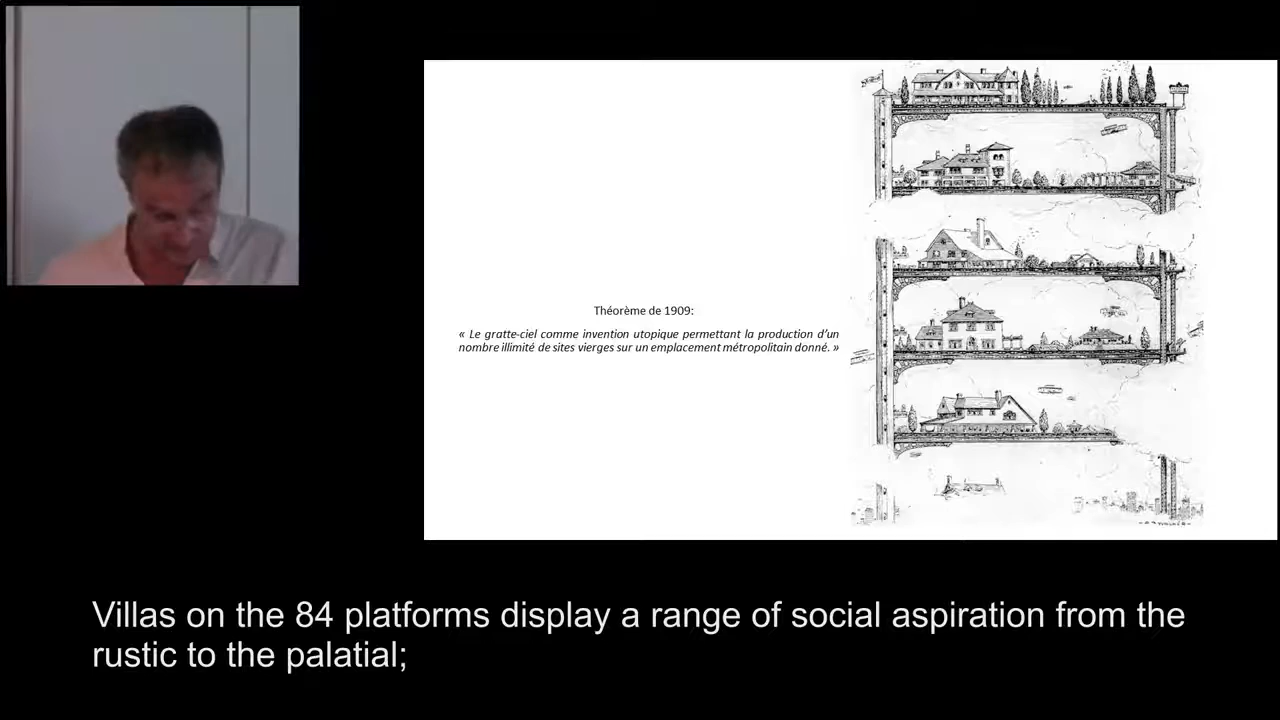 Théorème de 1909:
« Le gratte-ciel comme invention utopique permettant la production d'un
nombre illimité de sites vierges sur un emplacement métropolitain donné. »
Villas on the 84 platforms display a range of social aspiration from the
rustic to the palatial;